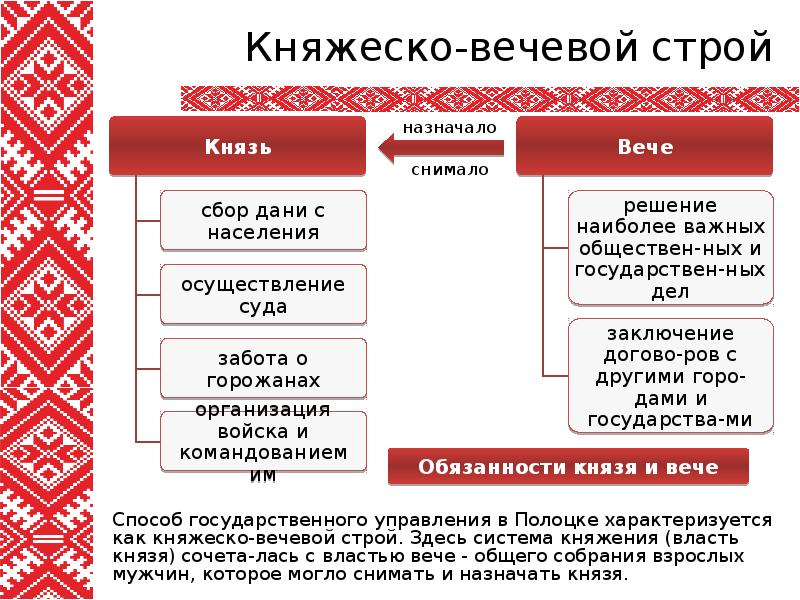 Княжеско-вечевой строй
Князь
назначало
снимало
Вече
сбор дани с
населения
осуществление
суда
забота о
горожанах
организация
войска и
командованием
им
решение
наиболее важных
обществен-ных и
государствен-ных
дел
заключение
догово-ров с
другими горо-
дами и
государства-ми
Обязанности князя и вече
Способ государственного управления в Полоцке характеризуется
как княжеско-вечевой строй. Здесь система княжения (власть
князя) сочета-лась с властью вече - общего собрания взрослых
мужчин, которое могло снимать и назначать князя.